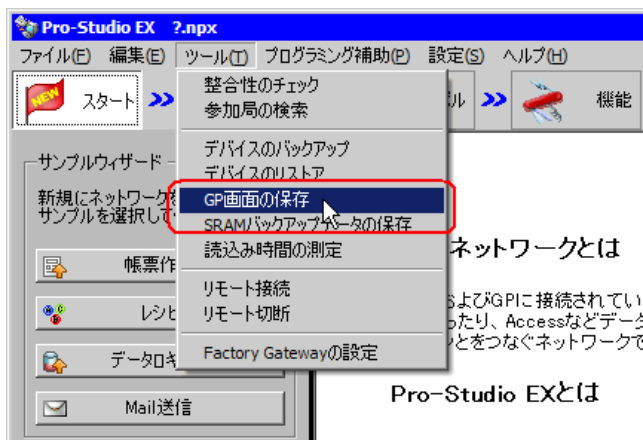 Pro-Studio EX ?.npx
ファイル(F) 編集(E) ツール(T) プログラミング補助(P) 設定(S) ヘルプ(H)
NEW スタート
ル
機能
整合性のチェック
参加局の検索
デバイスのバックアップ
デバイスのリストア
GP画面の保存
SRAMバックアップデータの保存
読込み時間の測定
リモート接続
リモート切断
Factory Gatewayの設定
サンプルウィザード
新規にネットワークを
サンプルを選択して
帳票作
レシピ
データロギ
Mail送信
ネットワークとは
およびGPに接続されてい
ったり、Accessなどデータ
とをつなぐネットワークで
Pro-Studio EXとは